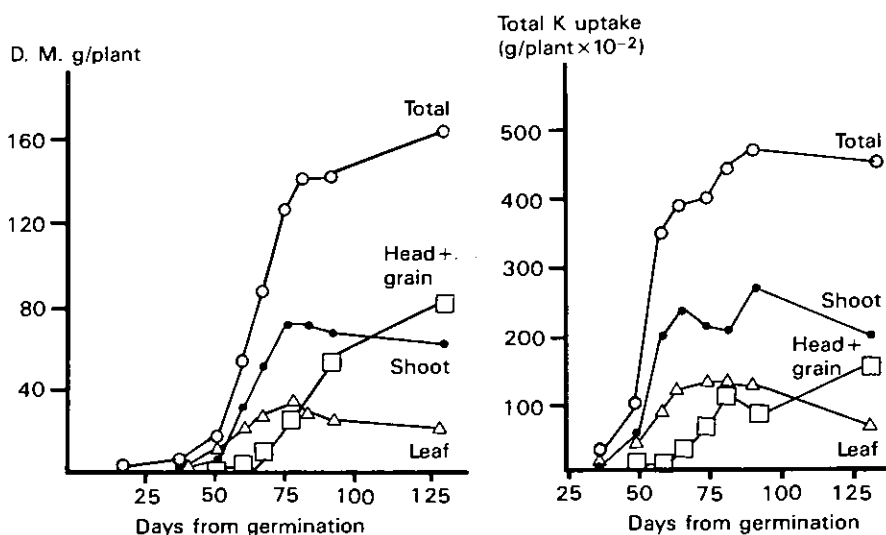 D. M. g/plant
160
120
80
40
Total
Head +
grain
Shoot
Leaf
25 50 75 100 125
Days from germination
Total K uptake
(g/plant × 10⁻²)
500
400
300
200
100
Total
Shoot
Head +
grain
Leaf
25 50 75 100 125
Days from germination